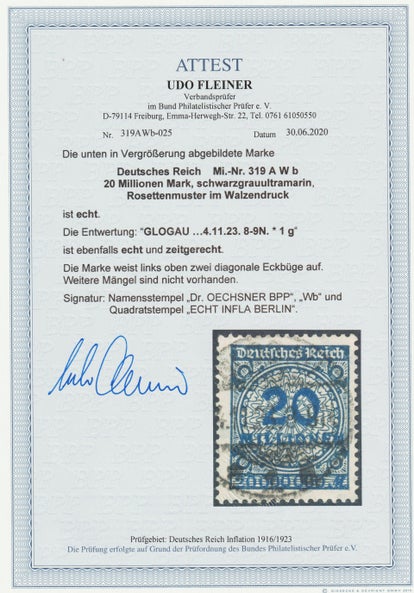 ATTEST
UDO FLEINER
Verbandsprüfer
im Bund Philatelistischer Prüfer e. V.
D-79114 Freiburg, Emma-Herwegh-Str. 22, Tel. 0761 61050550
Nr. 319AWb-025 Datum 30.06.2020
Die unten in Vergrößerung abgebildete Marke
Deutsches Reich Mi.-Nr. 319 A W b
20 Millionen Mark, schwarzgrauultramarin,
Rosettenmuster im Walzendruck
ist echt.
Die Entwertung: "GLOGAU ...4.11.23. 8-9N. * 1 g"
ist ebenfalls echt und zeitgerecht.
Die Marke weist links oben zwei diagonale Eckbüge auf.
Weitere Mängel sind nicht vorhanden.
Signatur: Namensstempel „Dr. OECHSNER BPP", „Wb" und
Quadratstempel „ECHT INFLA BERLIN".
Deutsches Reich
20
MILLIONEN
Prüfgebiet: Deutsches Reich Inflation 1916/1923
Die Prüfung erfolgte auf Grund der Prüfordnung des Bundes Philatelistischer Prüfer e.V.